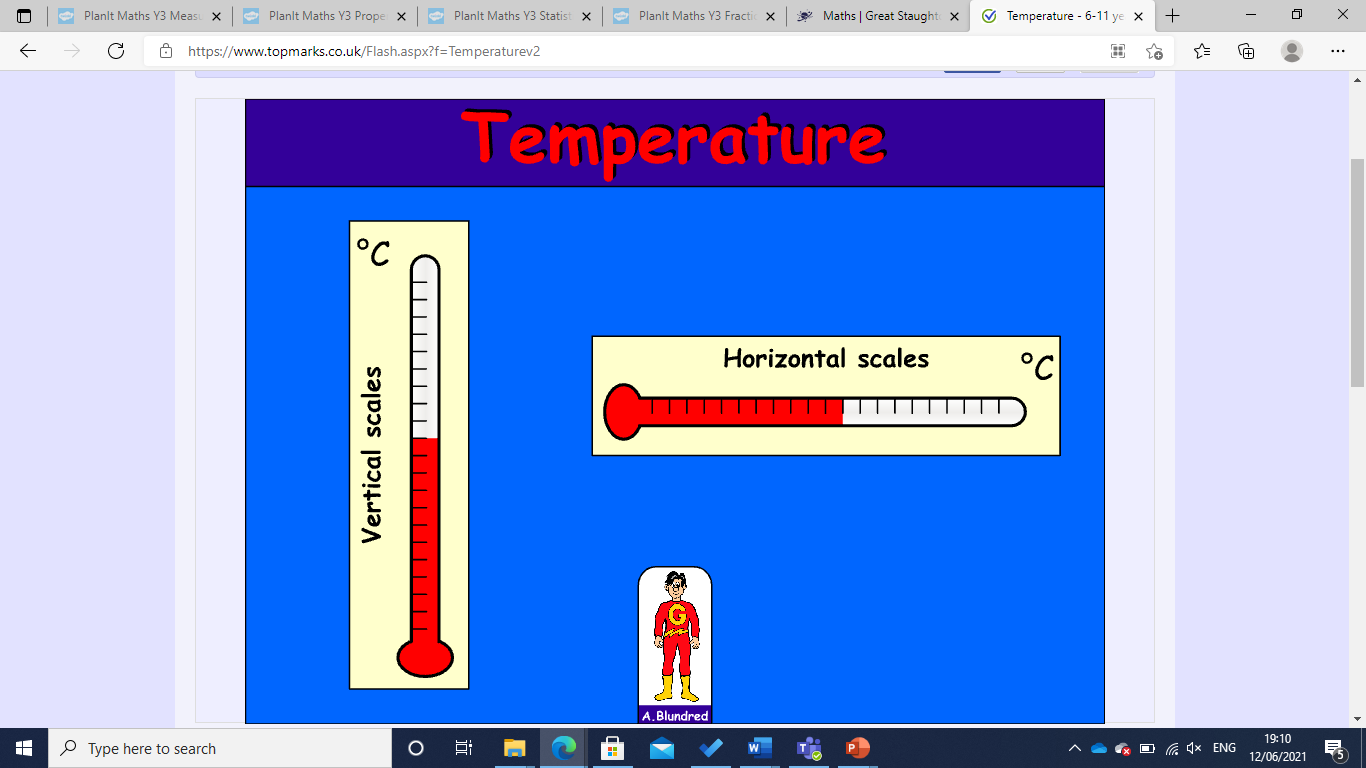 PlanIt Maths Y3 Measu
PlanIt Maths Y3 Prope
PlanIt Maths Y3 Statist
PlanIt Maths Y3 Fracti
Maths | Great Staught
Temperature - 6-11 ye
https://www.topmarks.co.uk/Flash.aspx?f=Temperaturev2
Temperature
°C
Vertical scales
Horizontal scales
°C
G
A.Blundred
Type here to search
ENG
19:10
12/06/2021
5